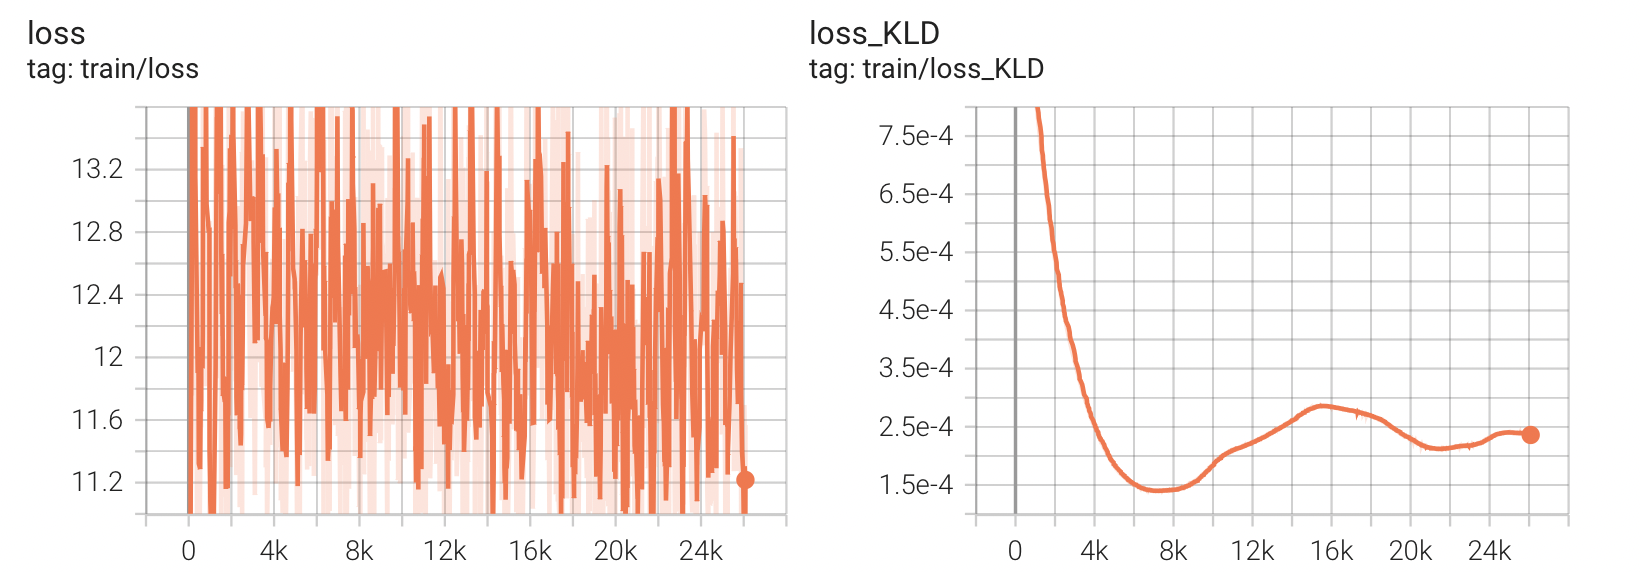 loss
tag: train/loss
13.2
12.8
12.4
12
11.6
11.2
0 4k 8k 12k 16k 20k 24k
loss_KLD
tag: train/loss_KLD
7.5e-4
6.5e-4
5.5e-4
4.5e-4
3.5e-4
2.5e-4
1.5e-4
0 4k 8k 12k 16k 20k 24k